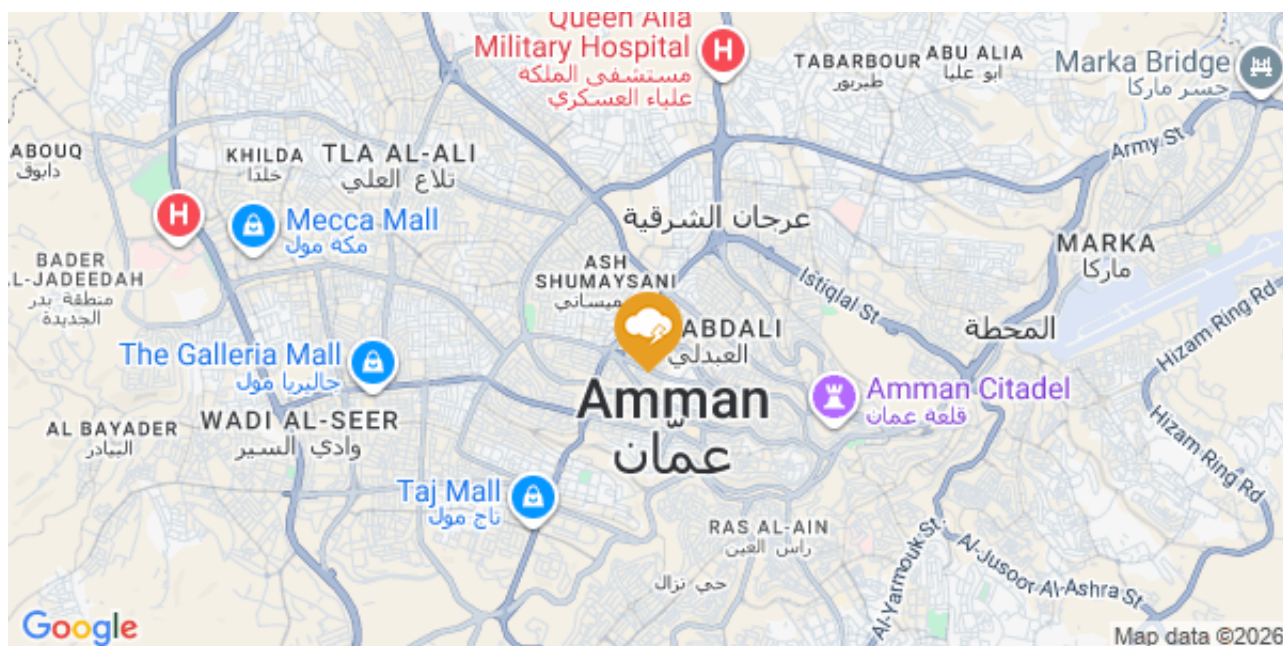 Queen Alia
Military Hospital
مستشفى الملكة
علياء العسكري
TABARBOUR
طبربور
ABU ALIA
ابو عليا
Marka Bridge
جسر ماركا
Army St
ABOUQ
دابوق
KHILDA
خلدا
TLA AL-ALI
تلاع العلي
H
H
Mecca Mall
مكة مول
عرجان الشرقية
MARKA
ماركا
BADER
AL-JADEEDAH
منطقة بدر
الجديدة
ASH
SHUMAYSANI
ميساني
Istiqlal St
المحطة
Hizam Ring Rd
ABDALI
العبدلي
The Galleria Mall
جاليريا مول
Amman
عمّان
Amman Citadel
قلعة عمان
AL BAYADER
البيادر
WADI AL-SEER
وادي السير
Hizam Ring Rd
Taj Mall
تاج مول
RAS AL-AIN
راس العين
حي نزال
Al-Yarmouk St
Al-Jusoor Al-Ashra St
Google
Map data ©2026